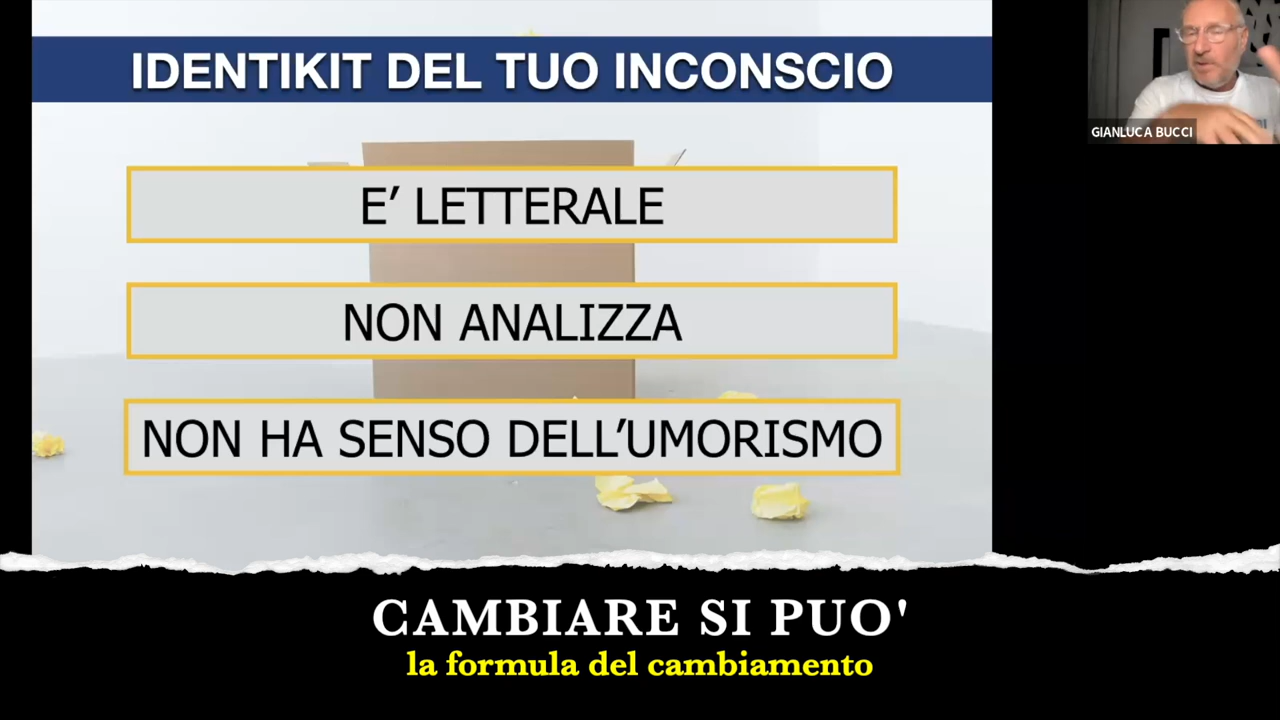 IDENTIKIT DEL TUO INCONSCIO
E’ LETTERALE
NON ANALIZZA
NON HA SENSO DELL’UMORISMO
GIANLUCA BUCCI
CAMBIARE SI PUO'
la formula del cambiamento